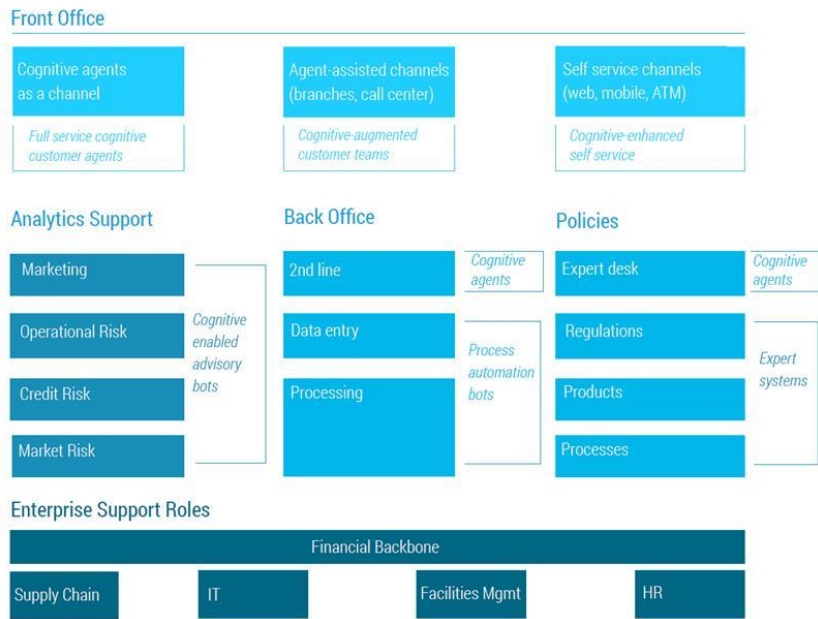 Front Office
Cognitive agents
as a channel
Agent-assisted channels
(branches, call center)
Self service channels
(web, mobile, ATM)
Full service cognitive
customer agents
Cognitive-augmented
customer teams
Cognitive-enhanced
self service
Analytics Support
Marketing
Operational Risk
Credit Risk
Market Risk
Cognitive
enabled
advisory
bots
Back Office
2nd line
Data entry
Processing
Cognitive
agents
Process
automation
bots
Policies
Expert desk
Regulations
Products
Processes
Cognitive
agents
Expert
systems
Enterprise Support Roles
Financial Backbone
Supply Chain
IT
Facilities Mgmt
HR